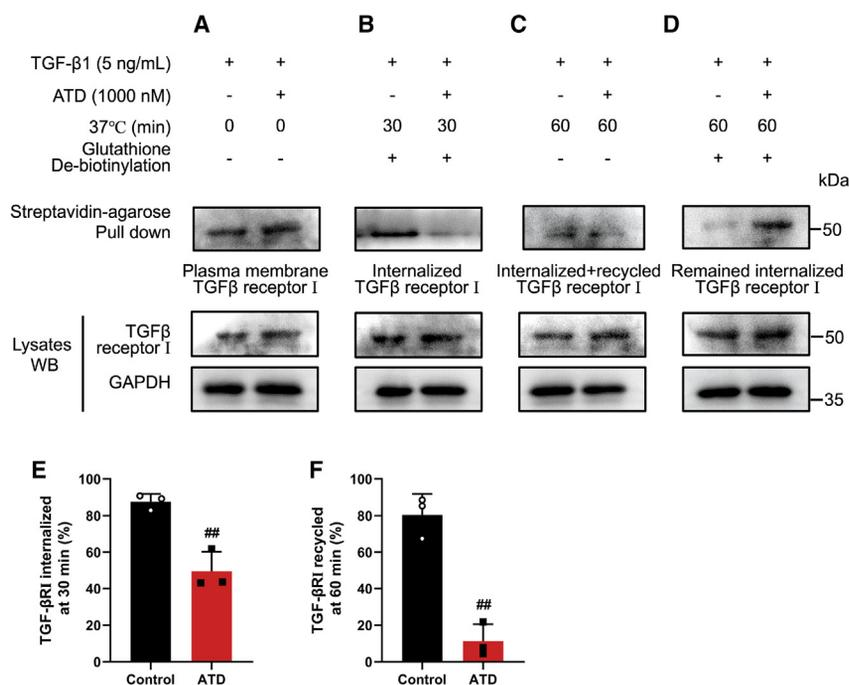 A B C D
TGF-β1 (5 ng/mL) + + + + + + + +
ATD (1000 nM) - + - + - + - +
37℃ (min) 0 0 30 30 60 60 60 60
Glutathione
De-biotinylation - - + + - - + +
kDa
Streptavidin-agarose
Pull down 50
Plasma membrane Internalized Internalized+recycled Remained internalized
TGFβ receptor I TGFβ receptor I TGFβ receptor I TGFβ receptor I
Lysates
WB
TGFβ
receptor I 50
GAPDH
35
E
TGF-βRI internalized
at 30 min (%)
100
80
60
40
20
0
##
Control ATD
F
TGF-βRI recycled
at 60 min (%)
100
80
60
40
20
0
##
Control ATD